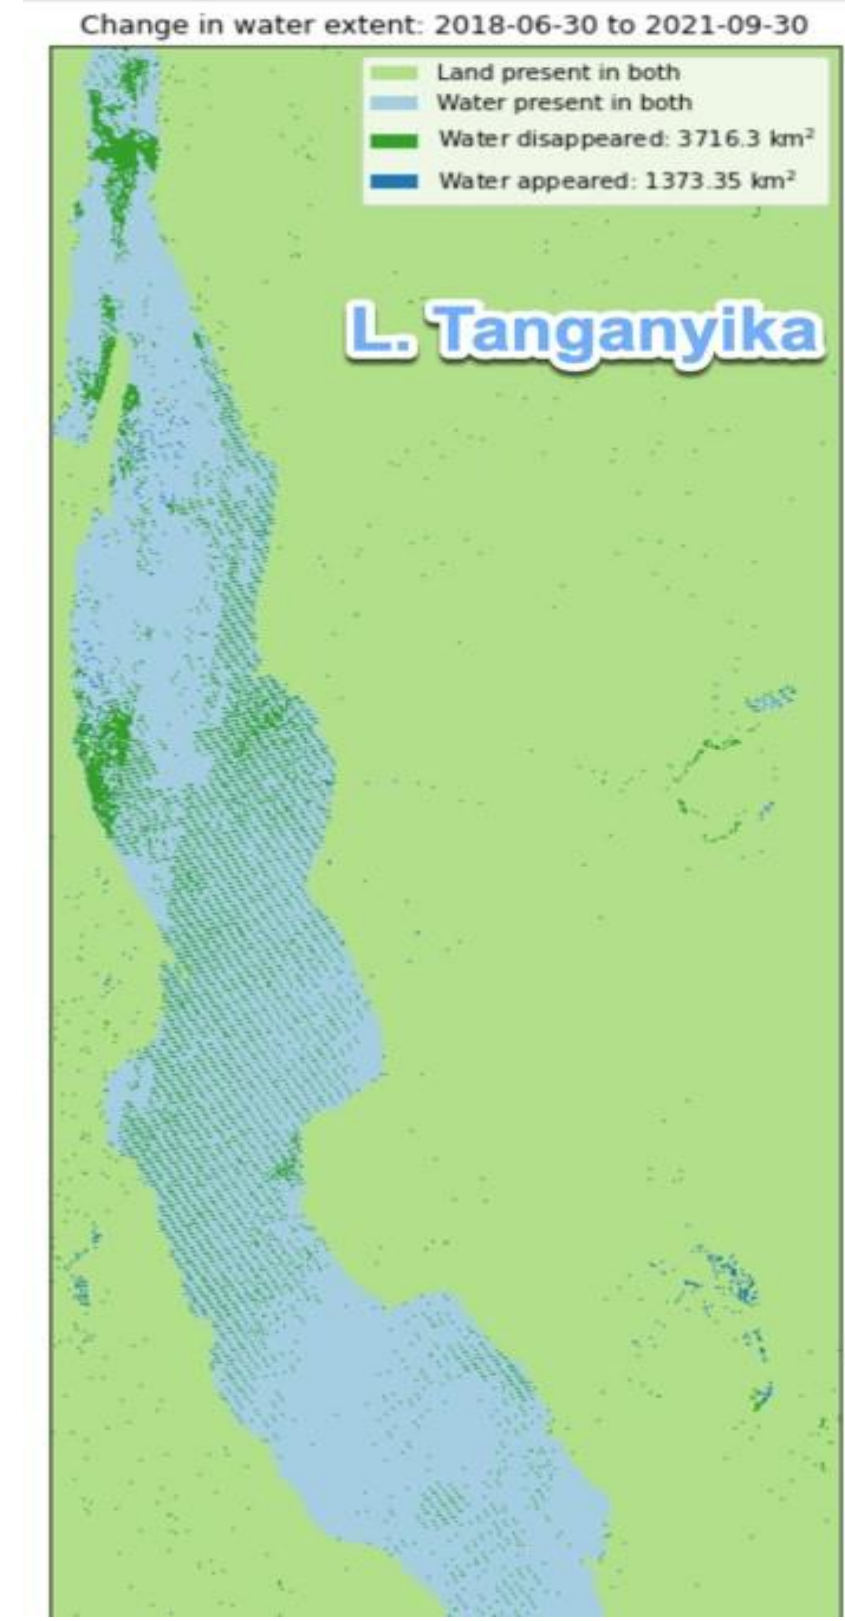 Change in water extent: 2018-06-30 to 2021-09-30
Land present in both
Water present in both
Water disappeared: 3716.3 km²
Water appeared: 1373.35 km²
L. Tanganyika